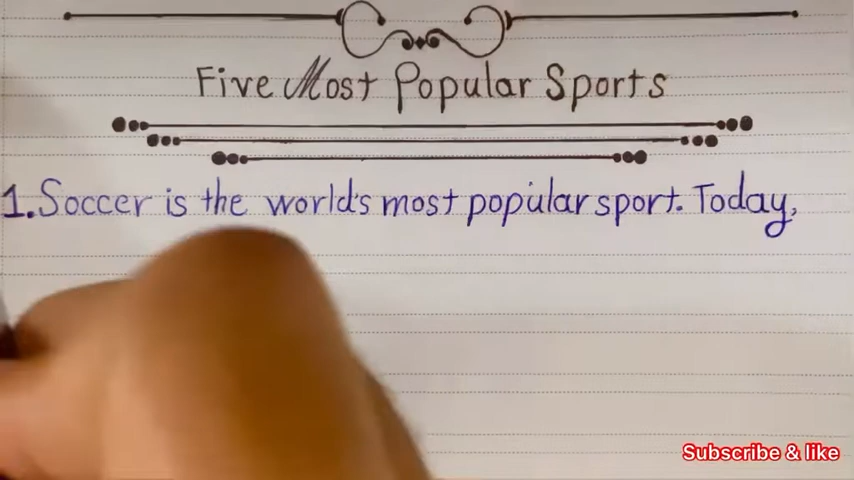 Five Most Popular Sports
1. Soccer is the world's most popular sport. Today,
Subscribe & like